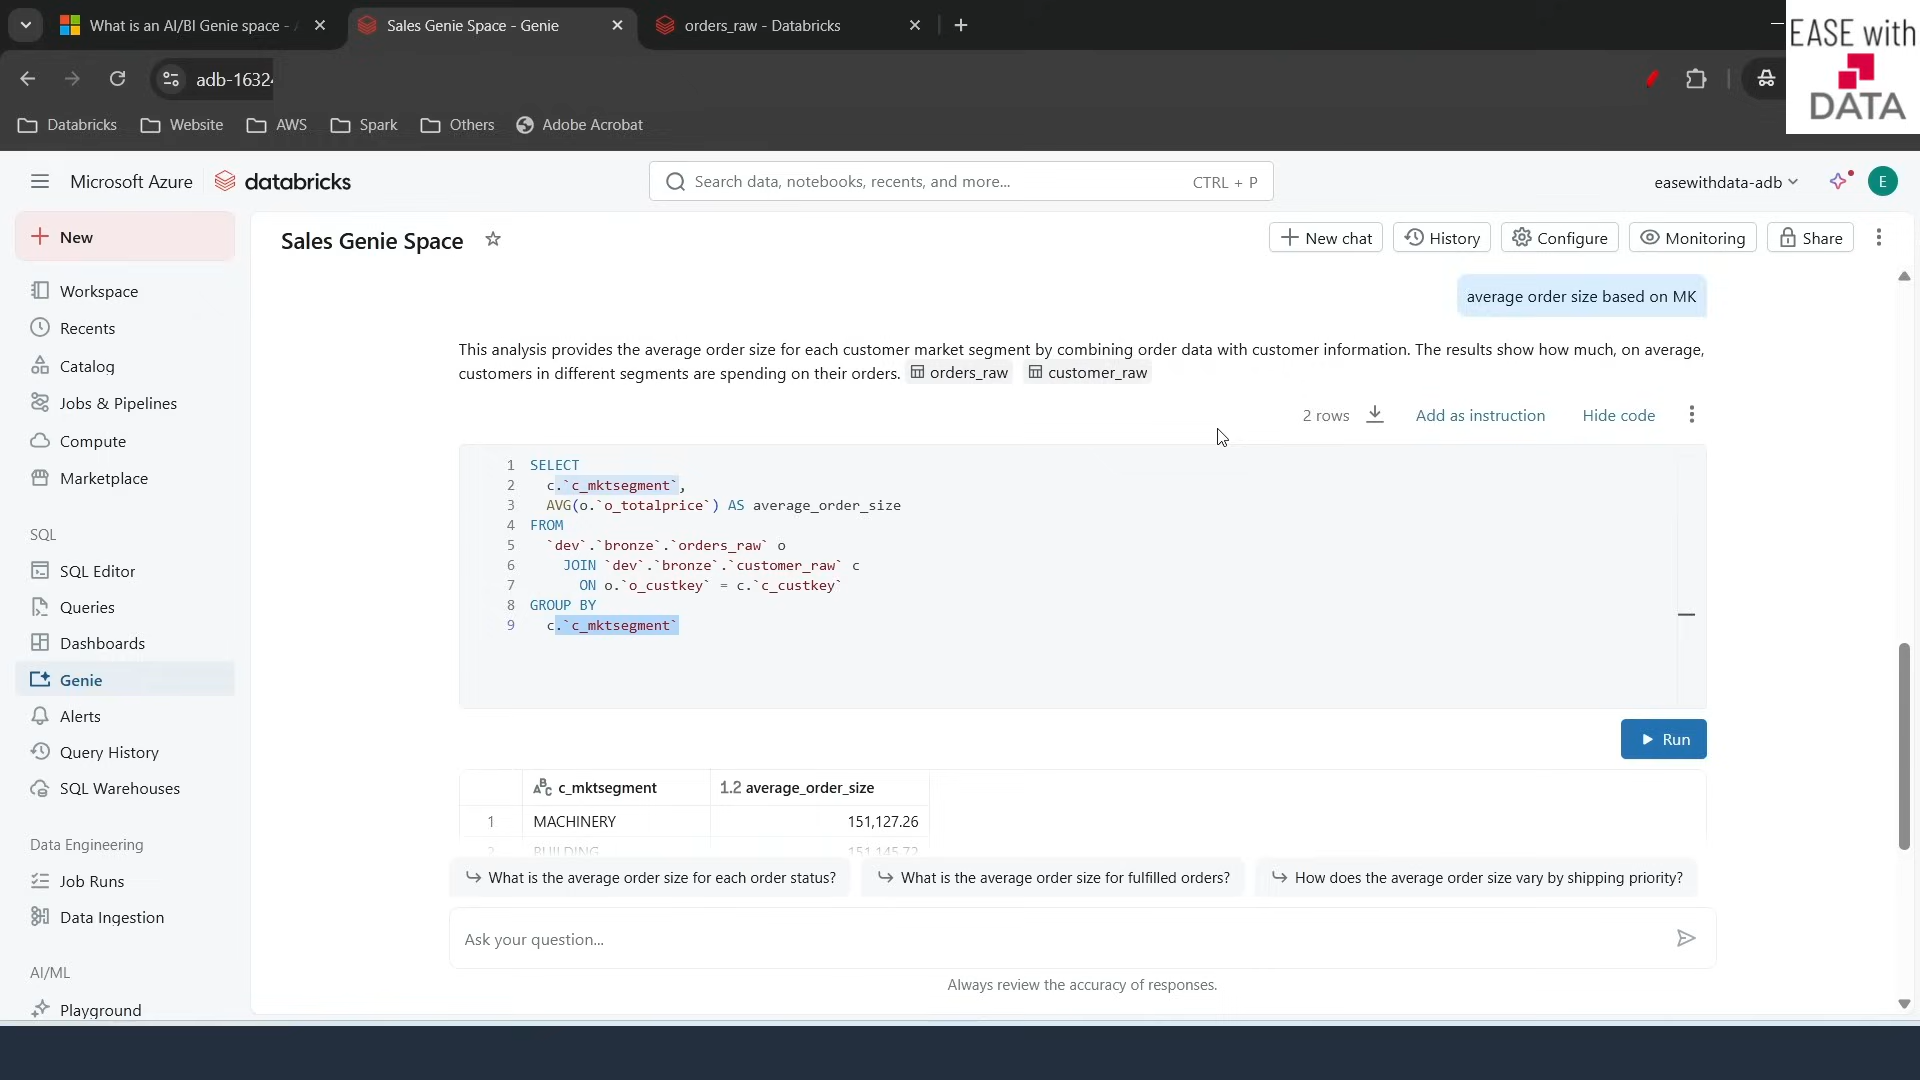 What is an AI/BI Genie space -
Sales Genie Space - Genie
orders_raw - Databricks
EASE with
DATA
adb-1632
Databricks
Website
AWS
Spark
Others
Adobe Acrobat
Microsoft Azure
databricks
Search data, notebooks, recents, and more...
CTRL + P
easewithdata-adb
E
New
Sales Genie Space
New chat
History
Configure
Monitoring
Share
Workspace
Recents
Catalog
Jobs & Pipelines
Compute
Marketplace
SQL
SQL Editor
Queries
Dashboards
Genie
Alerts
Query History
SQL Warehouses
Data Engineering
Job Runs
Data Ingestion
AI/ML
Playground
average order size based on MK
This analysis provides the average order size for each customer market segment by combining order data with customer information. The results show how much, on average,
customers in different segments are spending on their orders. orders_raw customer_raw
2 rows
Add as instruction
Hide code
1 SELECT
2 c.`c_mktsegment`,
3 AVG(o.`o_totalprice`) AS average_order_size
4 FROM
5 `dev`.`bronze`.`orders_raw` o
6 JOIN `dev`.`bronze`.`customer_raw` c
7 ON o.`o_custkey` = c.`c_custkey`
8 GROUP BY
9 c.`c_mktsegment`
Run
c_mktsegment 1.2 average_order_size
1 MACHINERY 151,127.26
2 BUILDING 151,145.72
What is the average order size for each order status?
What is the average order size for fulfilled orders?
How does the average order size vary by shipping priority?
Ask your question...
Always review the accuracy of responses.